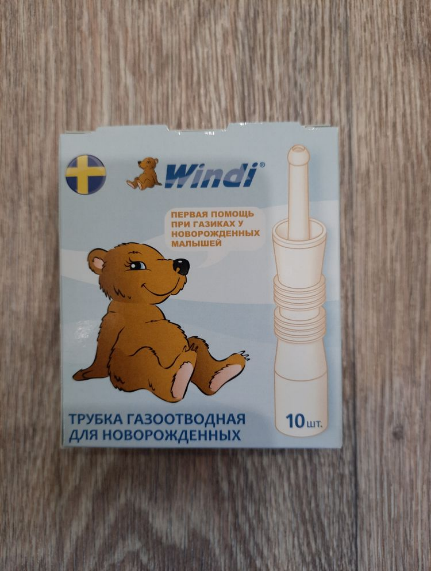 Windi®
ПЕРВАЯ ПОМОЩЬ
ПРИ ГАЗИКАХ У
НОВОРОЖДЕННЫХ
МАЛЫШЕЙ
ТРУБКА ГАЗООТВОДНАЯ
ДЛЯ НОВОРОЖДЕННЫХ
10 шт.